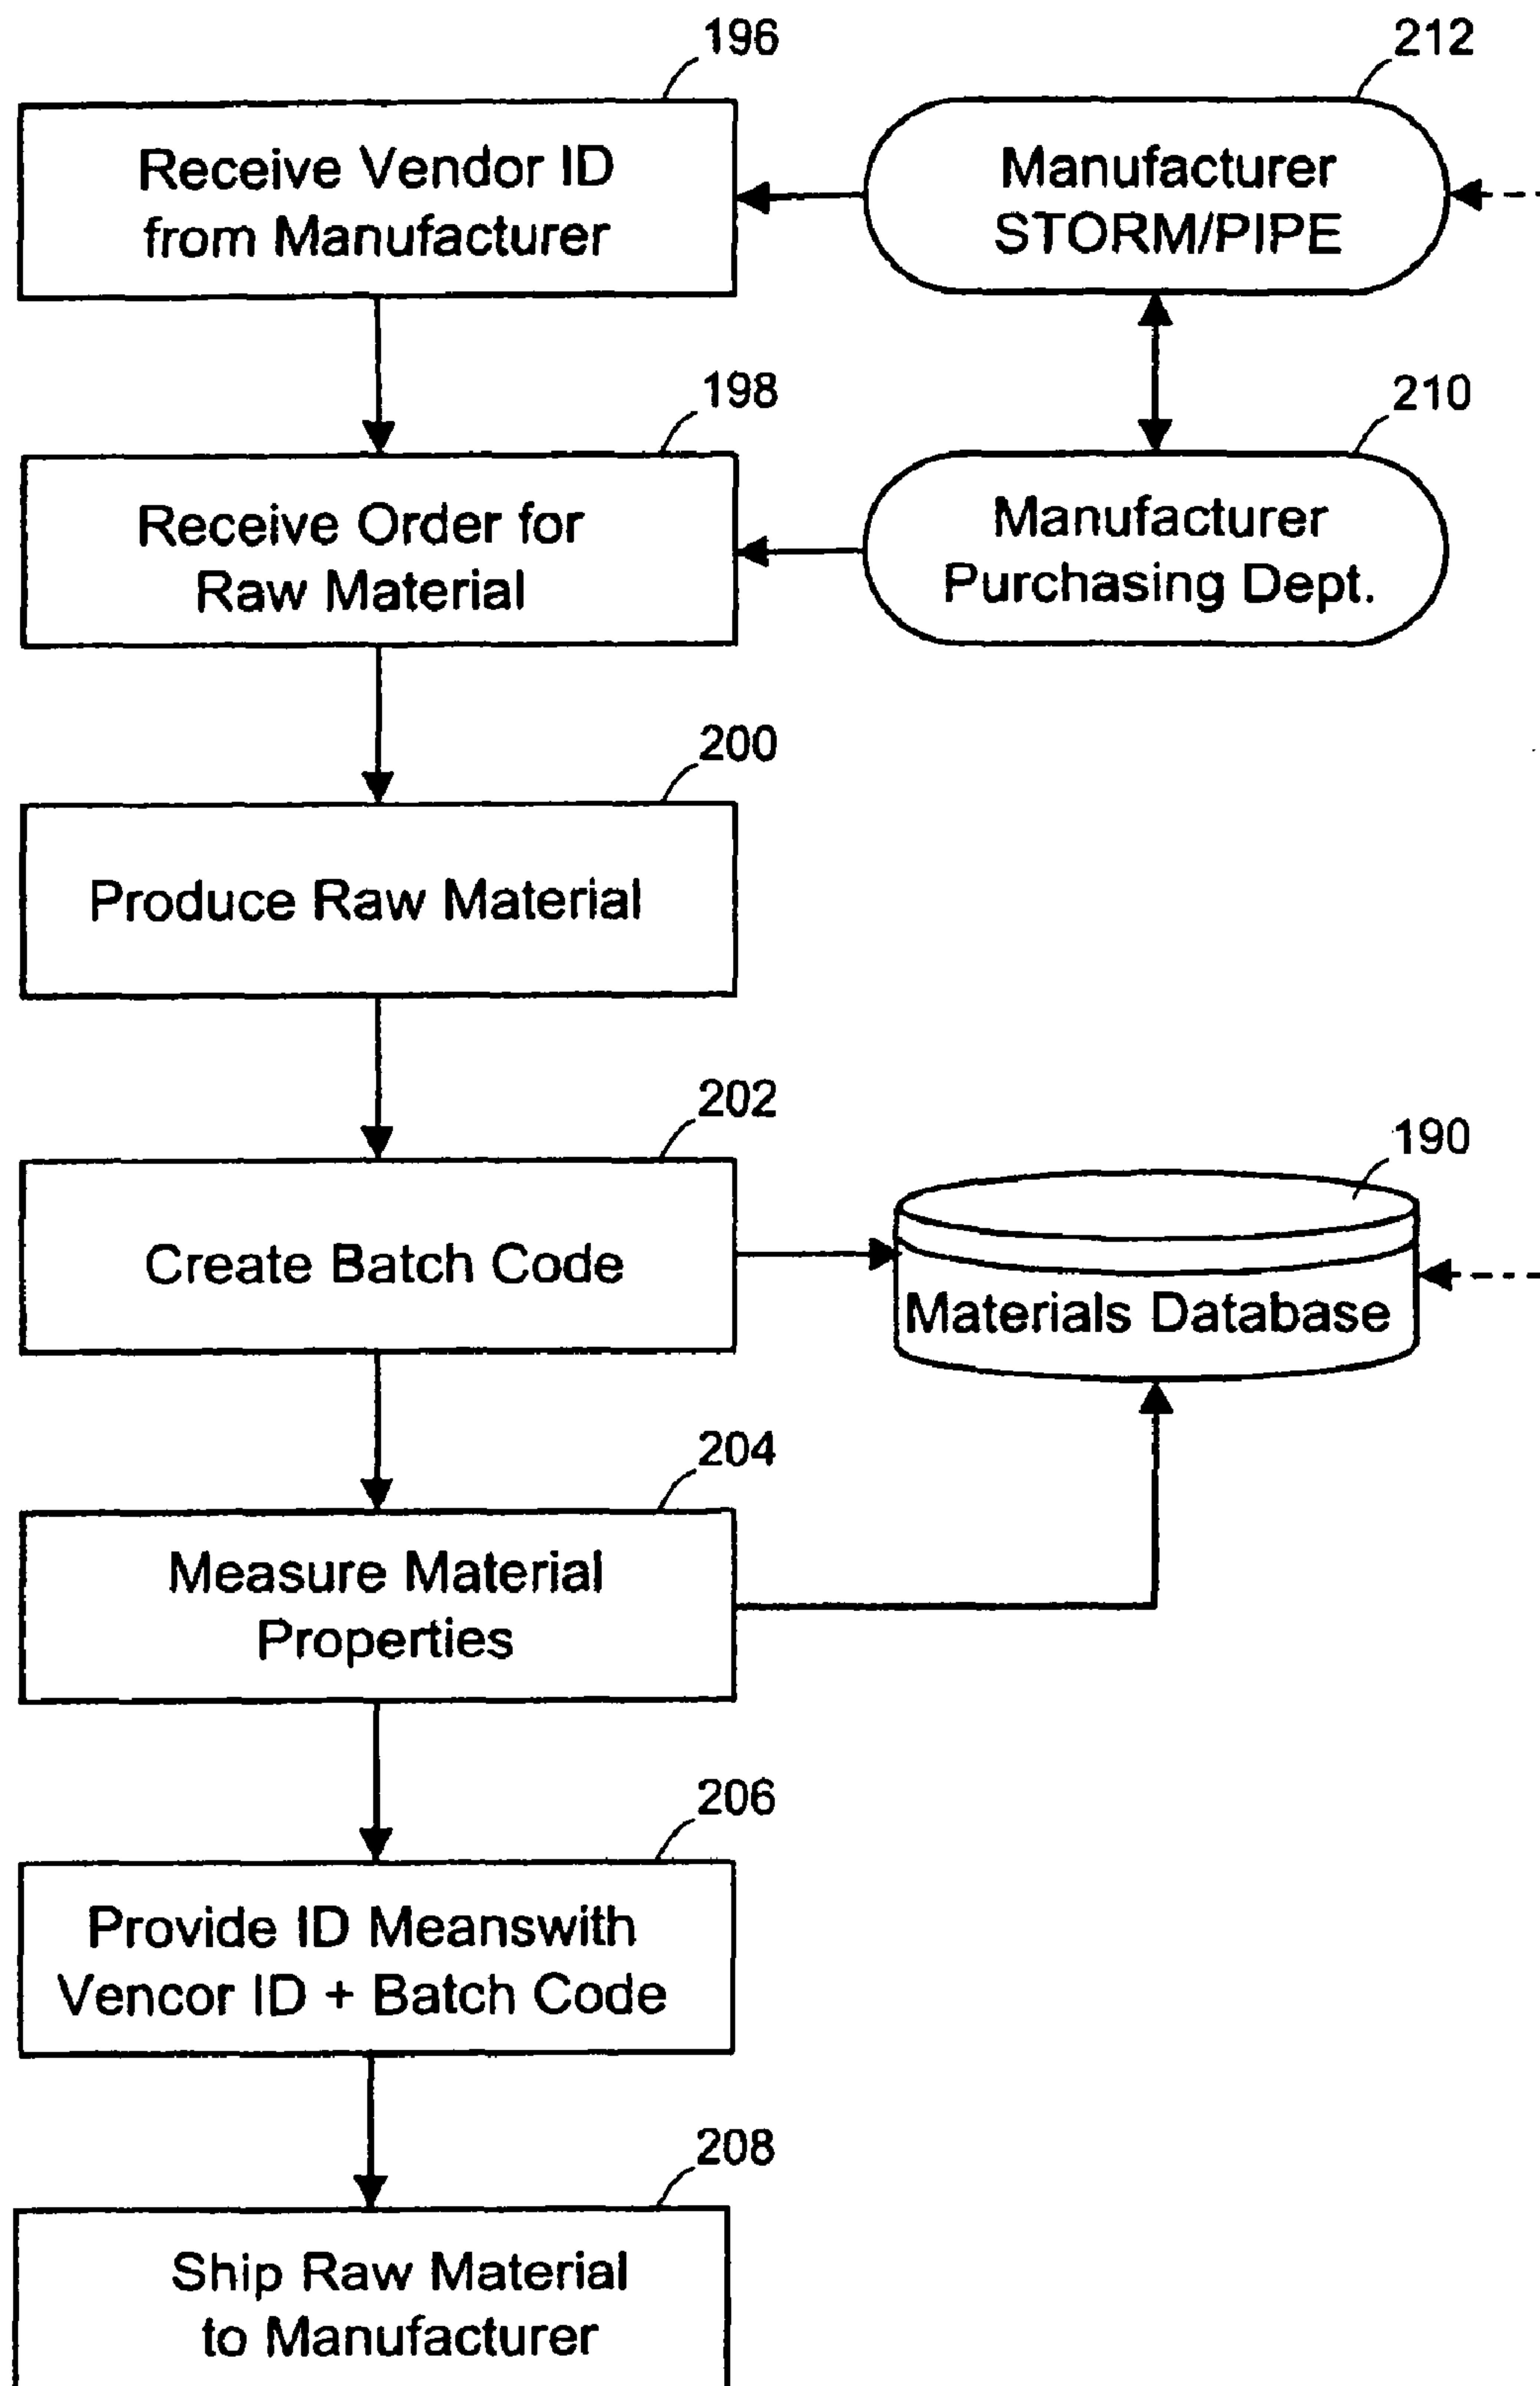 196
Receive Vendor ID
from Manufacturer
212
Manufacturer
STORM/PIPE
198
Receive Order for
Raw Material
210
Manufacturer
Purchasing Dept.
200
Produce Raw Material
202
Create Batch Code
190
Materials Database
204
Measure Material
Properties
206
Provide ID Meanswith
Vencor ID + Batch Code
208
Ship Raw Material
to Manufacturer